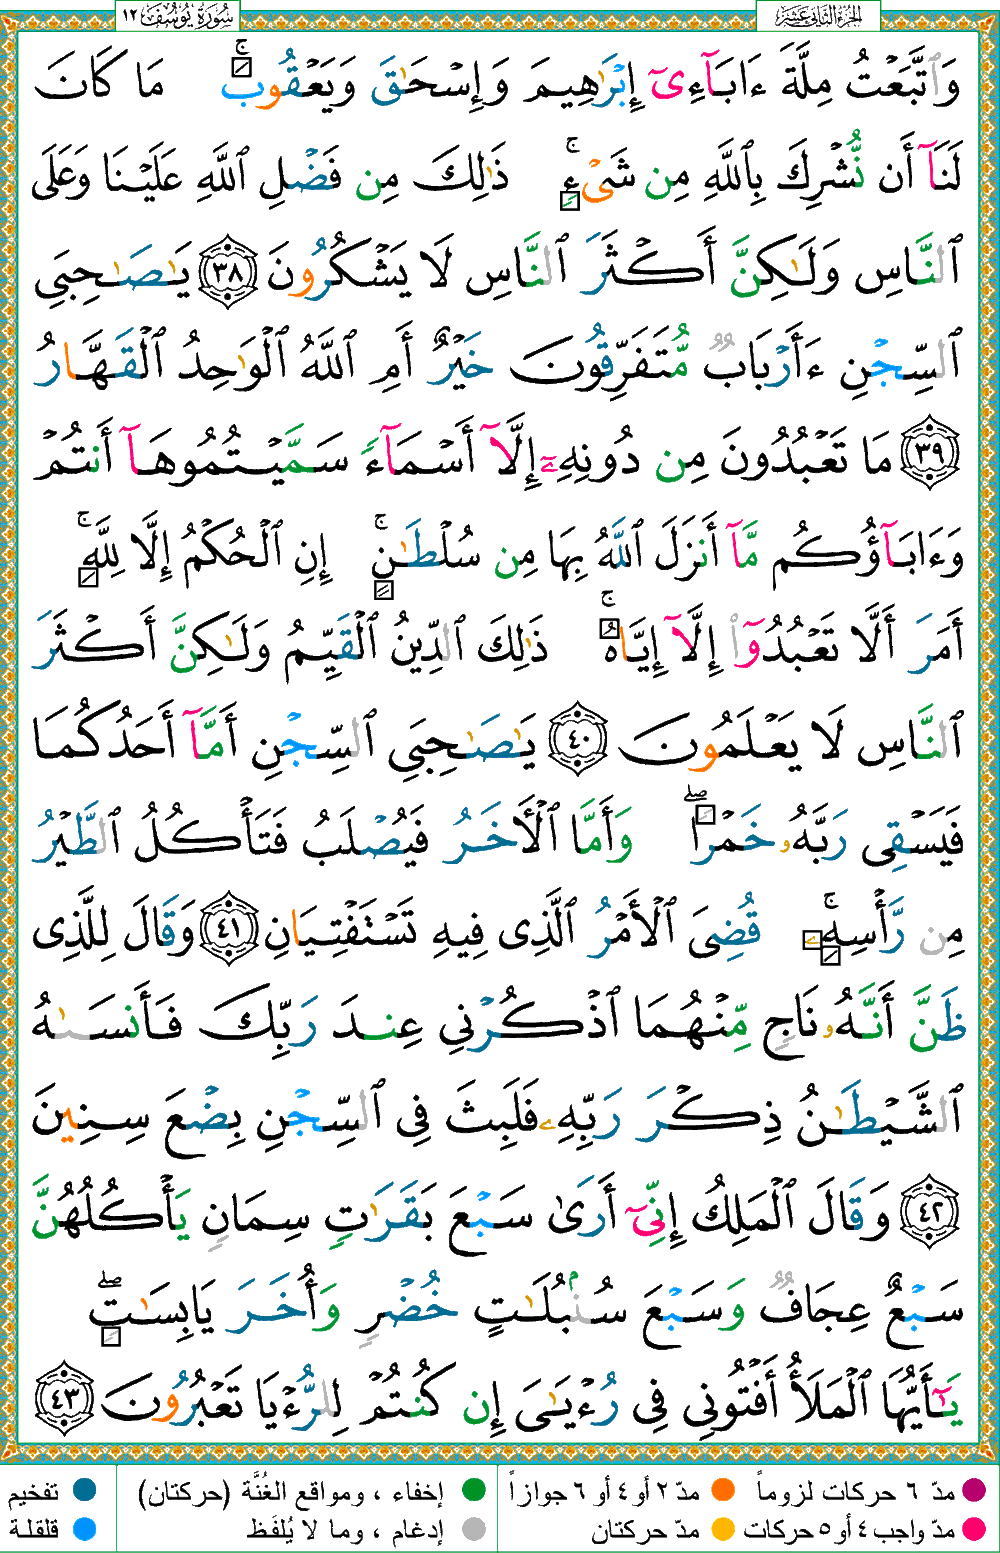 الجزء الثاني عشر
سورة يوسف ١٢
وَٱتَّبَعۡتُ مِلَّةَ ءَابَآءِيٓ إِبۡرَٰهِيمَ وَإِسۡحَٰقَ وَيَعۡقُوبَۚ مَا كَانَ
لَنَآ أَن نُّشۡرِكَ بِٱللَّهِ مِن شَيۡءٖۚ ذَٰلِكَ مِن فَضۡلِ ٱللَّهِ عَلَيۡنَا وَعَلَى
ٱلنَّاسِ وَلَٰكِنَّ أَكۡثَرَ ٱلنَّاسِ لَا يَشۡكُرُونَ ٣٨ يَٰصَٰحِبَيِ
ٱلسِّجۡنِ ءَأَرۡبَابٞ مُّتَفَرِّقُونَ خَيۡرٌ أَمِ ٱللَّهُ ٱلۡوَٰحِدُ ٱلۡقَهَّارُ
٣٩ مَا تَعۡبُدُونَ مِن دُونِهِۦٓ إِلَّآ أَسۡمَآءٗ سَمَّيۡتُمُوهَآ أَنتُمۡ
وَءَابَآؤُكُم مَّآ أَنزَلَ ٱللَّهُ بِهَا مِن سُلۡطَٰنٍۚ إِنِ ٱلۡحُكۡمُ إِلَّا لِلَّهِۚ
أَمَرَ أَلَّا تَعۡبُدُوٓاْ إِلَّآ إِيَّاهُۚ ذَٰلِكَ ٱلدِّينُ ٱلۡقَيِّمُ وَلَٰكِنَّ أَكۡثَرَ
ٱلنَّاسِ لَا يَعۡلَمُونَ ٤٠ يَٰصَٰحِبَيِ ٱلسِّجۡنِ أَمَّآ أَحَدُكُمَا
فَيَسۡقِي رَبَّهُۥ خَمۡرٗاۖ وَأَمَّا ٱلۡأٓخَرُ فَيُصۡلَبُ فَتَأۡكُلُ ٱلطَّيۡرُ
مِن رَّأۡسِهِۦۚ قُضِيَ ٱلۡأَمۡرُ ٱلَّذِي فِيهِ تَسۡتَفۡتِيَانِ ٤١ وَقَالَ لِلَّذِي
ظَنَّ أَنَّهُۥ نَاجٖ مِّنۡهُمَا ٱذۡكُرۡنِي عِندَ رَبِّكَ فَأَنسَىٰهُ
ٱلشَّيۡطَٰنُ ذِكۡرَ رَبِّهِۦ فَلَبِثَ فِي ٱلسِّجۡنِ بِضۡعَ سِنِينَ
٤٢ وَقَالَ ٱلۡمَلِكُ إِنِّيٓ أَرَىٰ سَبۡعَ بَقَرَٰتٖ سِمَانٖ يَأۡكُلُهُنَّ
سَبۡعٌ عِجَافٞ وَسَبۡعَ سُنۢبُلَٰتٍ خُضۡرٖ وَأُخَرَ يَابِسَٰتٖۖ
يَٰٓأَيُّهَا ٱلۡمَلَأُ أَفۡتُونِي فِي رُءۡيَٰيَ إِن كُنتُمۡ لِلرُّءۡيَا تَعۡبُرُونَ ٤٣
مدّ ٦ حركات لزوماً
مدّ ٢ أو ٤ أو ٦ جوازاً
إخفاء ، ومواقع الغُنَّة (حركتان)
تفخيم
مدّ واجب ٤ أو ٥ حركات
مدّ حركتان
إدغام ، وما لا يُلفَظ
قلقلة